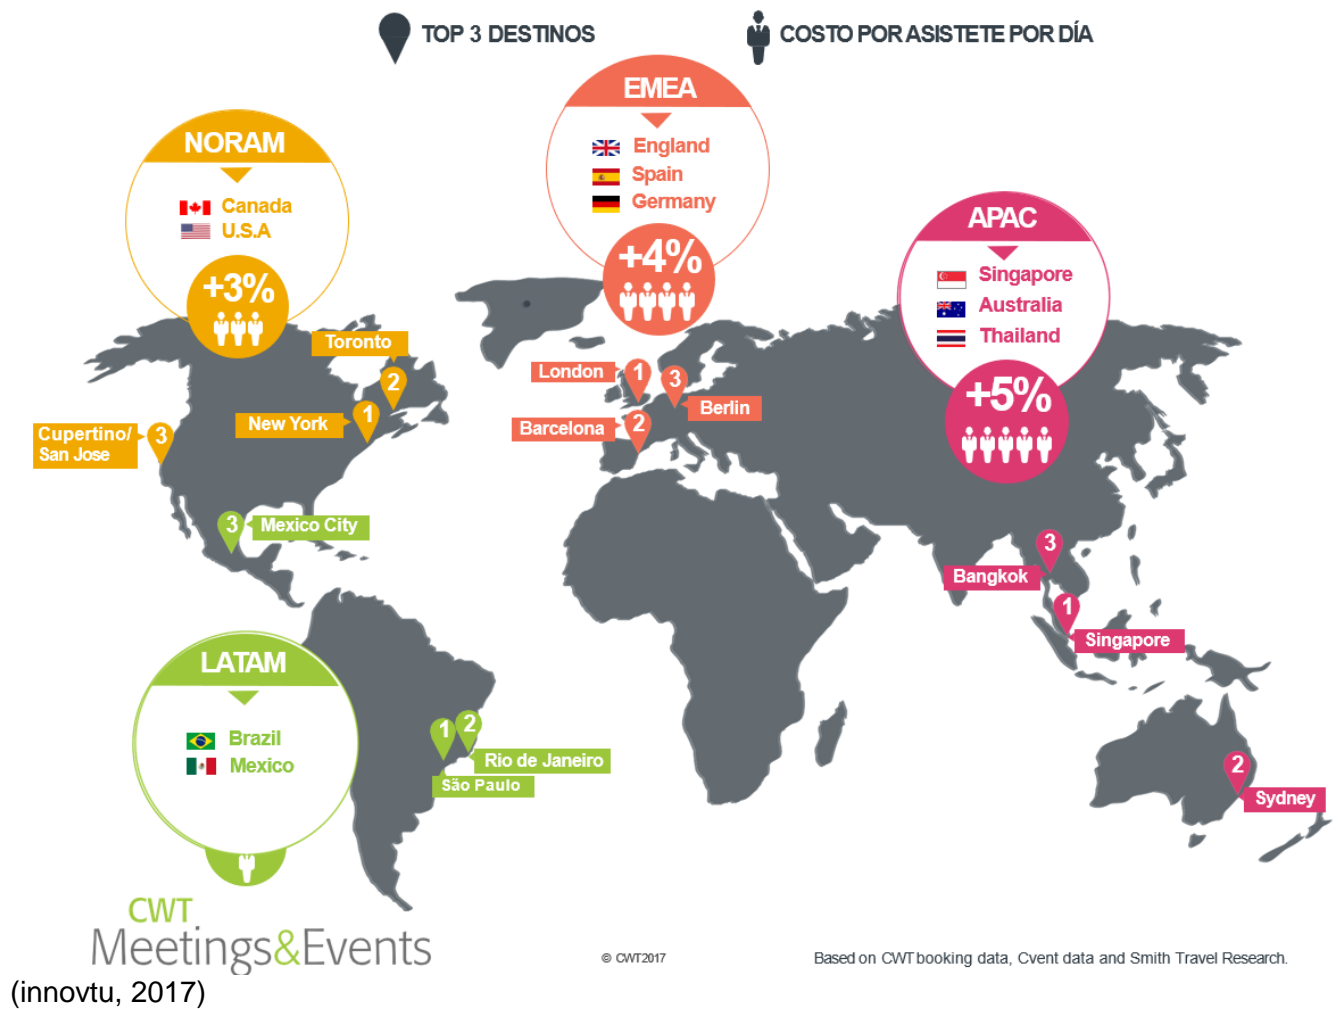 TOP 3 DESTINOS
COSTO POR ASISTETE POR DÍA
EMEA
England
Spain
Germany
+4%
NORAM
Canada
U.S.A
+3%
APAC
Singapore
Australia
Thailand
+5%
Toronto
2
New York
1
Cupertino/
San Jose
3
London
1
3
Berlin
Barcelona
2
3
Mexico City
3
Bangkok
1
Singapore
LATAM
Brazil
Mexico
1
2
Rio de Janeiro
São Paulo
2
Sydney
CWT
Meetings&Events
© CWT2017
Based on CWT booking data, Cvent data and Smith Travel Research.
(innovtu, 2017)